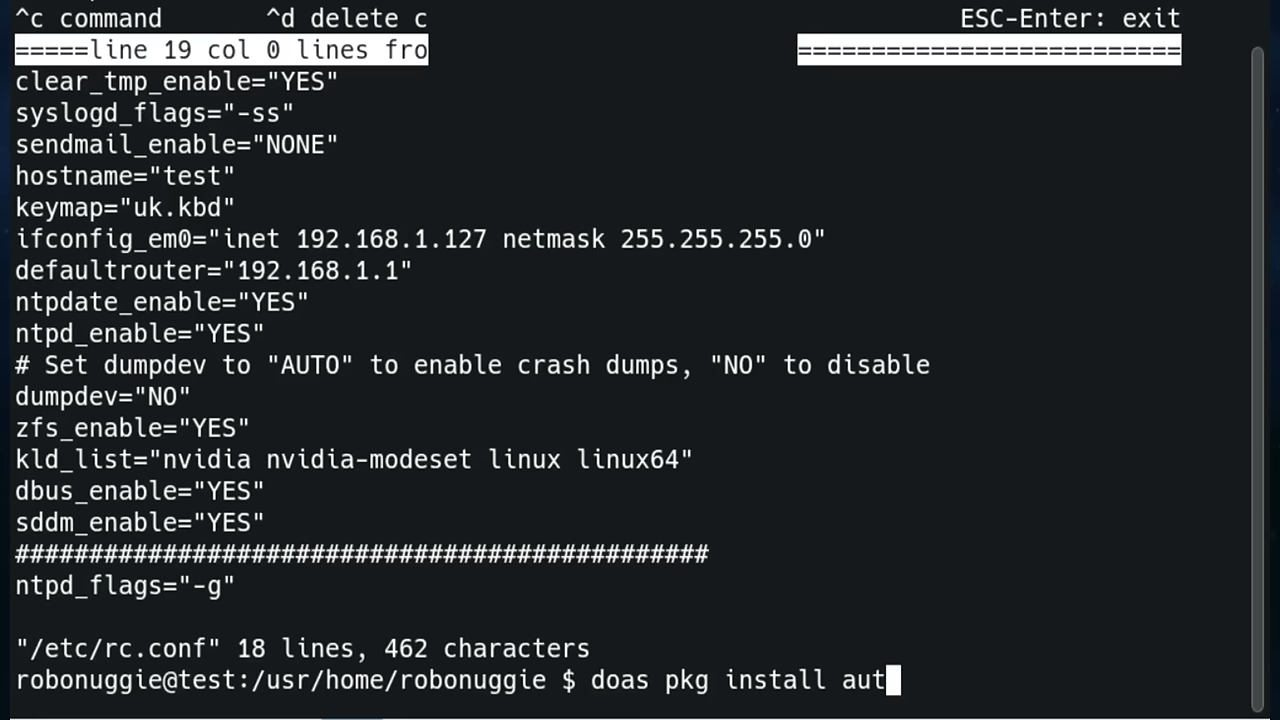 ^c command ^d delete c ESC-Enter: exit
=====line 19 col 0 lines fro ==========================
clear_tmp_enable="YES"
syslogd_flags="-ss"
sendmail_enable="NONE"
hostname="test"
keymap="uk.kbd"
ifconfig_em0="inet 192.168.1.127 netmask 255.255.255.0"
defaultrouter="192.168.1.1"
ntpdate_enable="YES"
ntpd_enable="YES"
# Set dumpdev to "AUTO" to enable crash dumps, "NO" to disable
dumpdev="NO"
zfs_enable="YES"
kld_list="nvidia nvidia-modeset linux linux64"
dbus_enable="YES"
sddm_enable="YES"
###############################################
ntpd_flags="-g"
"/etc/rc.conf" 18 lines, 462 characters
robonuggie@test:/usr/home/robonuggie $ doas pkg install aut